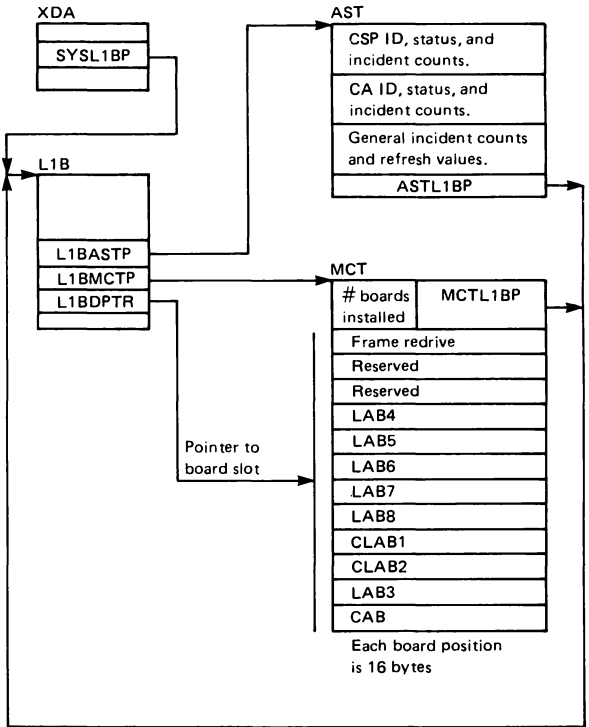 XDA
SYSL1BP
AST
CSP ID, status, and
incident counts.
CA ID, status, and
incident counts.
General incident counts
and refresh values.
ASTL1BP
L1B
L1BASTP
L1BMCTP
L1BDPTR
MCT
# boards
installed
MCTL1BP
Frame redrive
Reserved
Reserved
LAB4
LAB5
LAB6
LAB7
LAB8
CLAB1
CLAB2
LAB3
CAB
Pointer to
board slot
Each board position
is 16 bytes